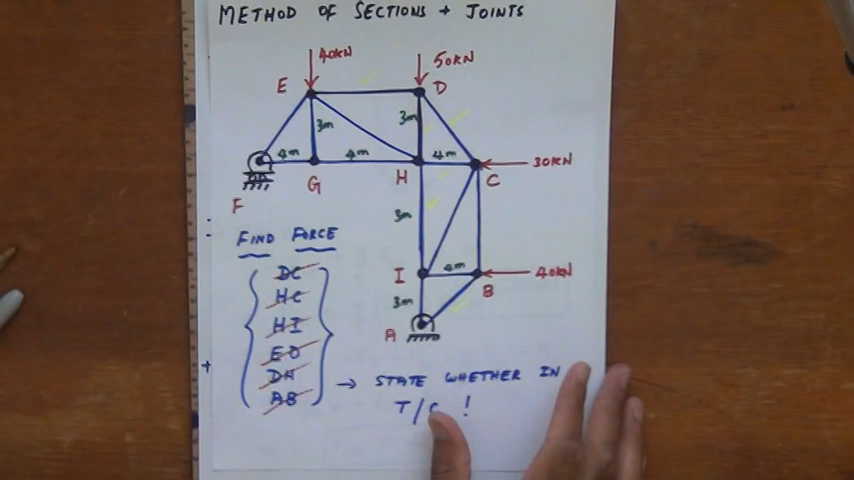 METHOD OF SECTIONS + JOINTS
40KN
50KN
E
D
3m
3m
4m
4m
4m
30KN
F
G
H
C
3m
FIND FORCE
DC
HC
HI
ED
DH
AB
I
4m
40KN
B
3m
A
→ STATE WHETHER IN
T/C !